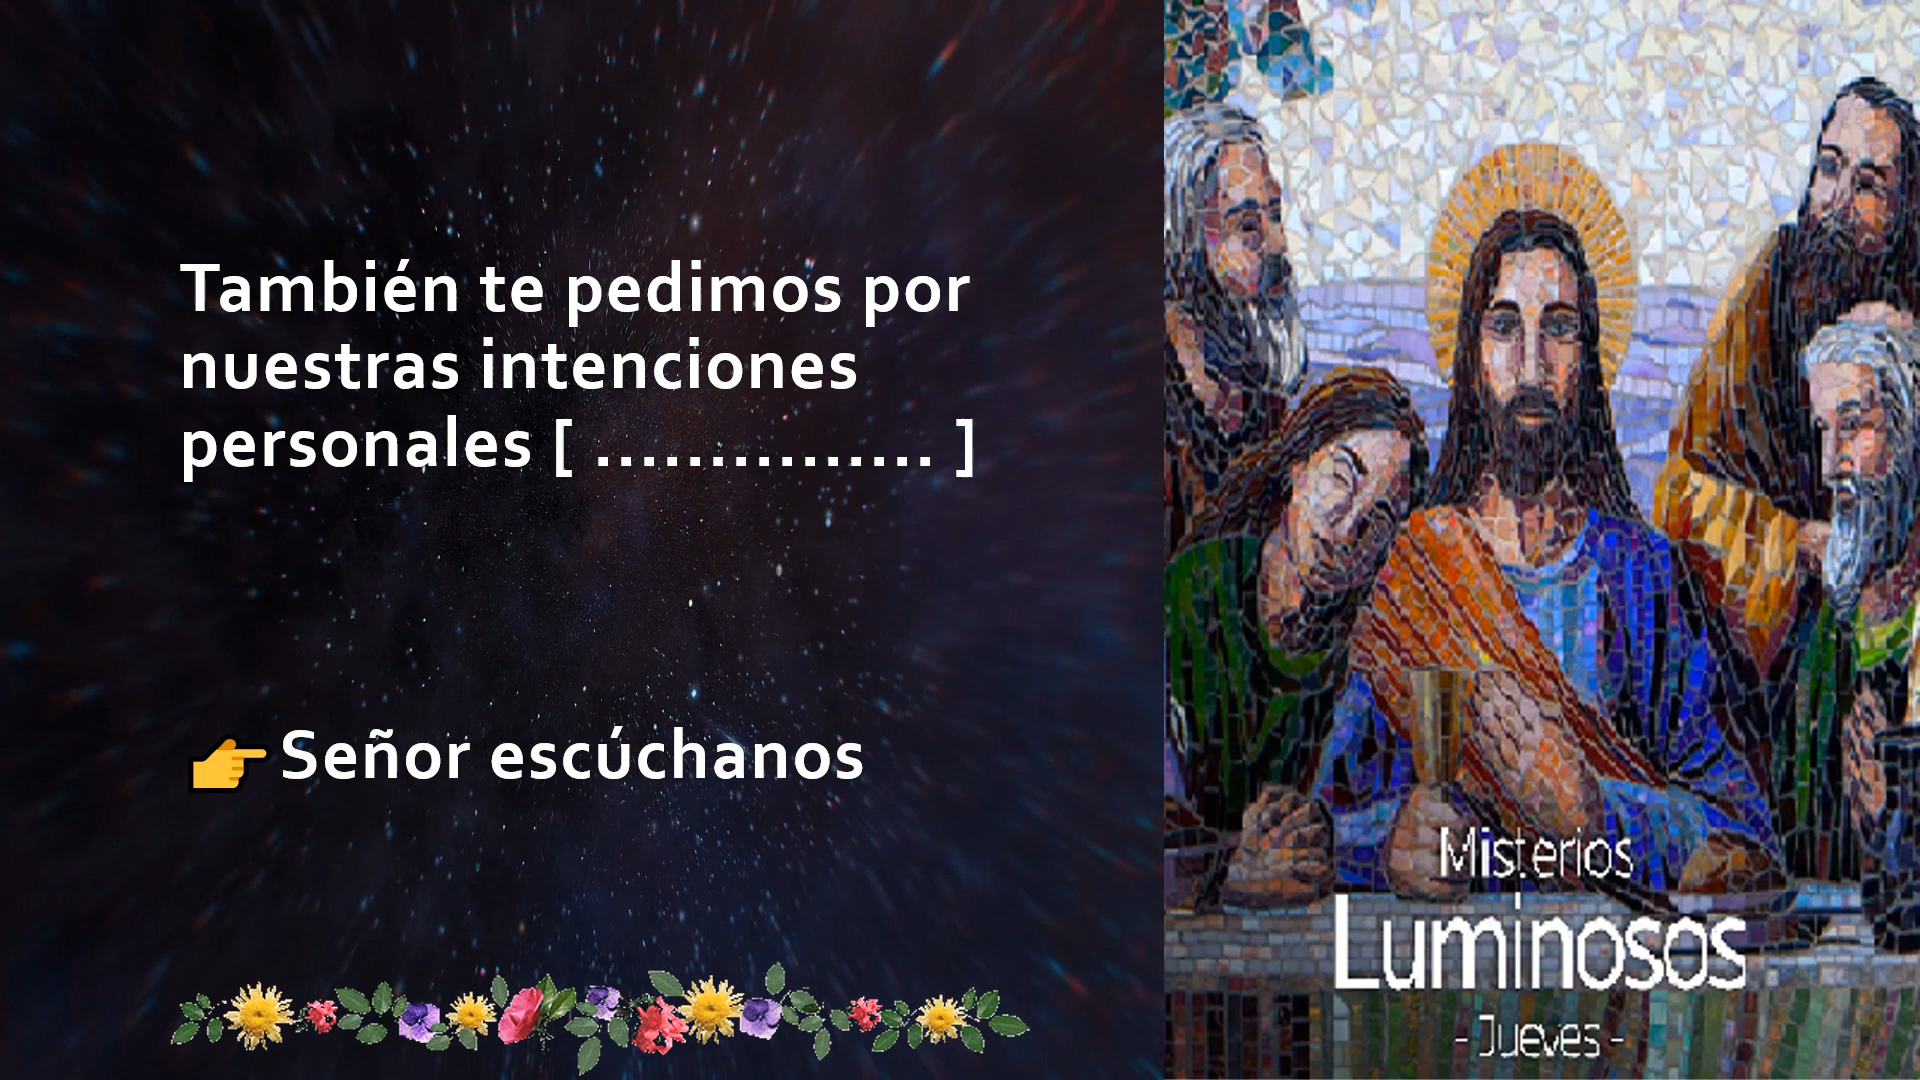 También te pedimos por
nuestras intenciones
personales [ ............... ]
👉 Señor escúchanos
Misterios
Luminosos
- Jueves -